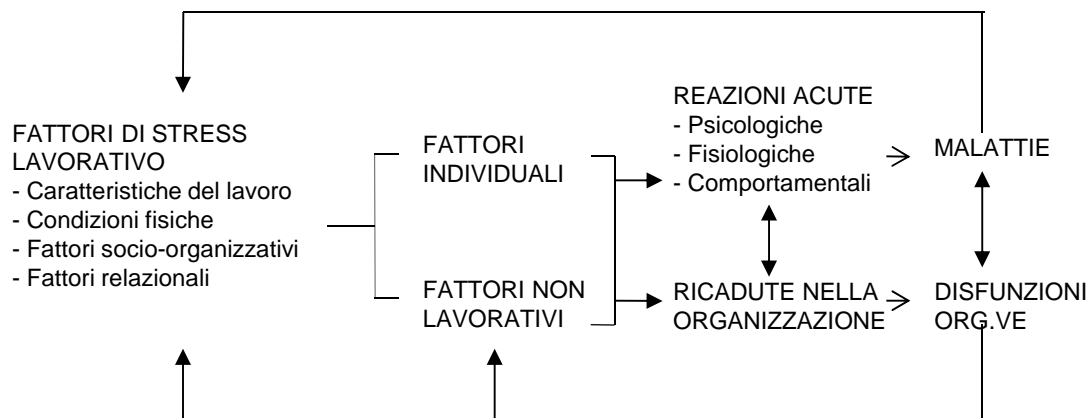 FATTORI DI STRESS
LAVORATIVO
- Caratteristiche del lavoro
- Condizioni fisiche
- Fattori socio-organizzativi
- Fattori relazionali
FATTORI
INDIVIDUALI
FATTORI NON
LAVORATIVI
REAZIONI ACUTE
- Psicologiche
- Fisiologiche
- Comportamentali
RICADUTE NELLA
ORGANIZZAZIONE
MALATTIE
DISFUNZIONI
ORG.VE